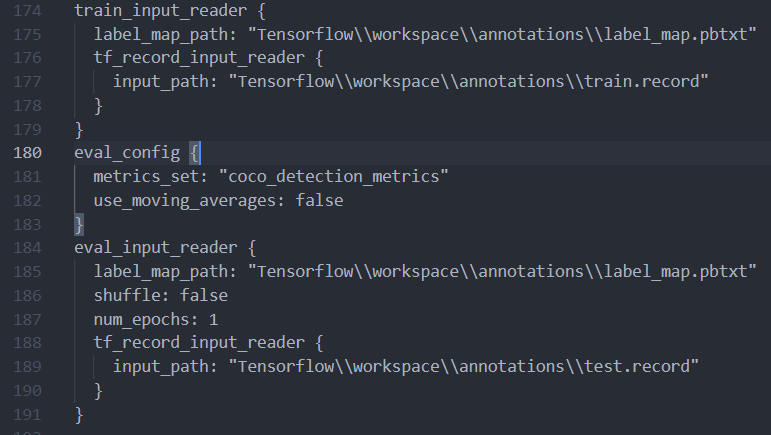 174 train_input_reader {
175   label_map_path: "Tensorflow\\workspace\\annotations\\label_map.pbtxt"
176   tf_record_input_reader {
177     input_path: "Tensorflow\\workspace\\annotations\\train.record"
178   }
179 }
180 eval_config {
181   metrics_set: "coco_detection_metrics"
182   use_moving_averages: false
183 }
184 eval_input_reader {
185   label_map_path: "Tensorflow\\workspace\\annotations\\label_map.pbtxt"
186   shuffle: false
187   num_epochs: 1
188   tf_record_input_reader {
189     input_path: "Tensorflow\\workspace\\annotations\\test.record"
190   }
191 }